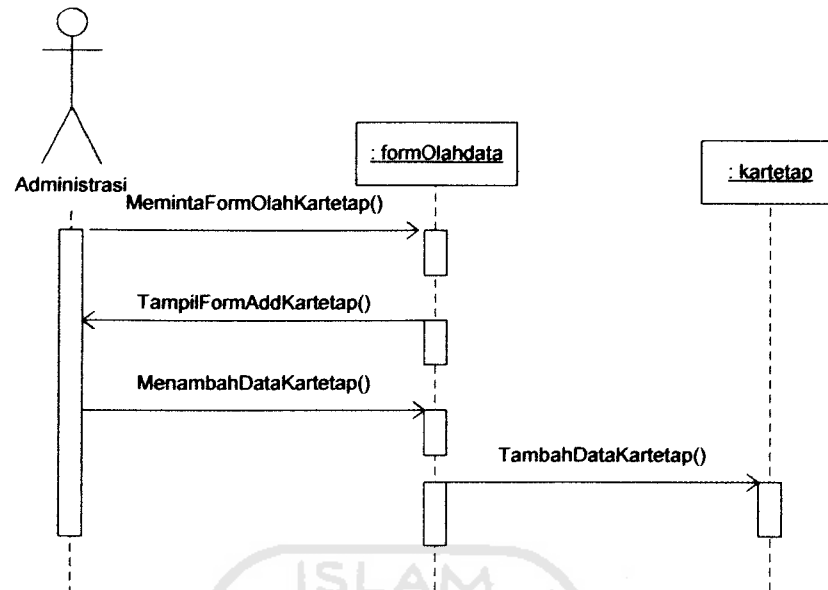 : formOlahdata
: kartetap
Administrasi
MemintaFormOlahKartetap()
TampilFormAddKartetap()
MenambahDataKartetap()
TambahDataKartetap()
ISLAM